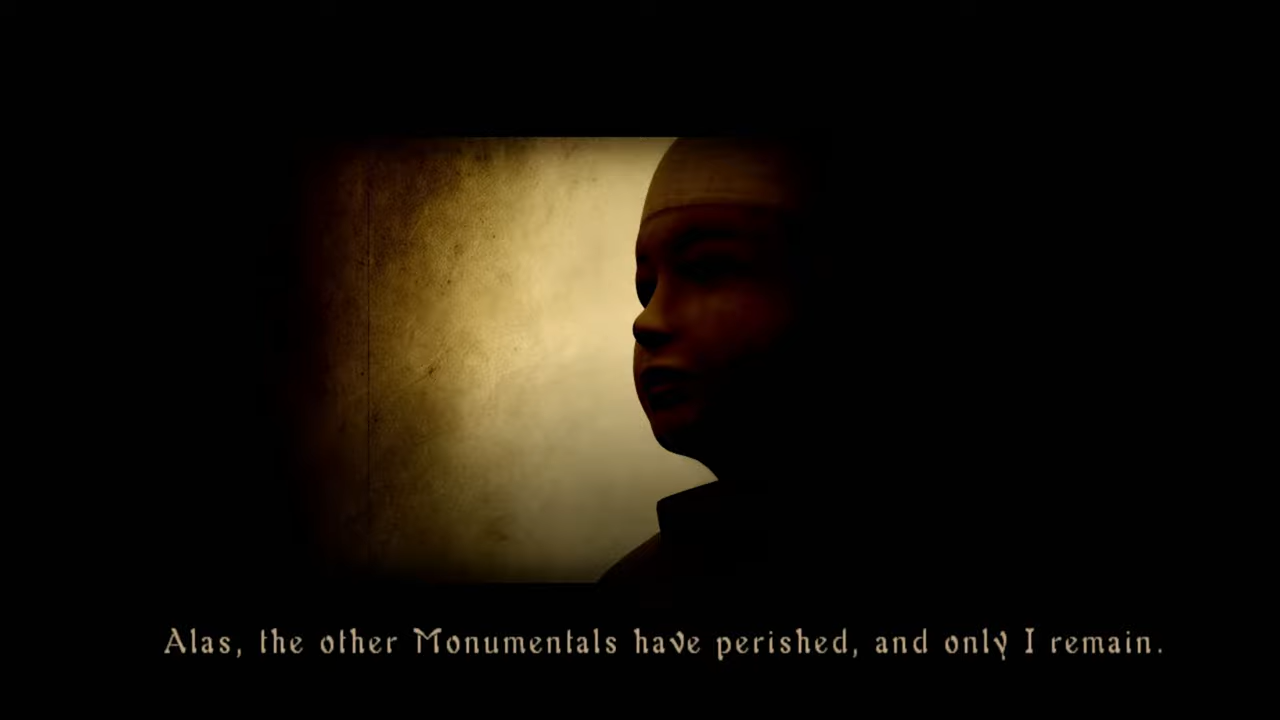 Alas, the other Monumentals have perished, and only I remain.